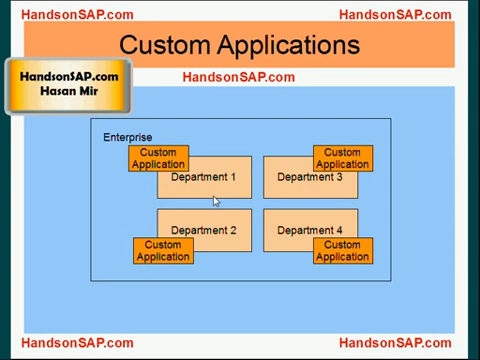 HandsonSAP.com
HandsonSAP.com
Custom Applications
HandsonSAP.com
Hasan Mir
HandsonSAP.com
Enterprise
Custom
Application
Department 1
Custom
Application
Department 3
Department 2
Custom
Application
Department 4
Custom
Application
HandsonSAP.com
HandsonSAP.com